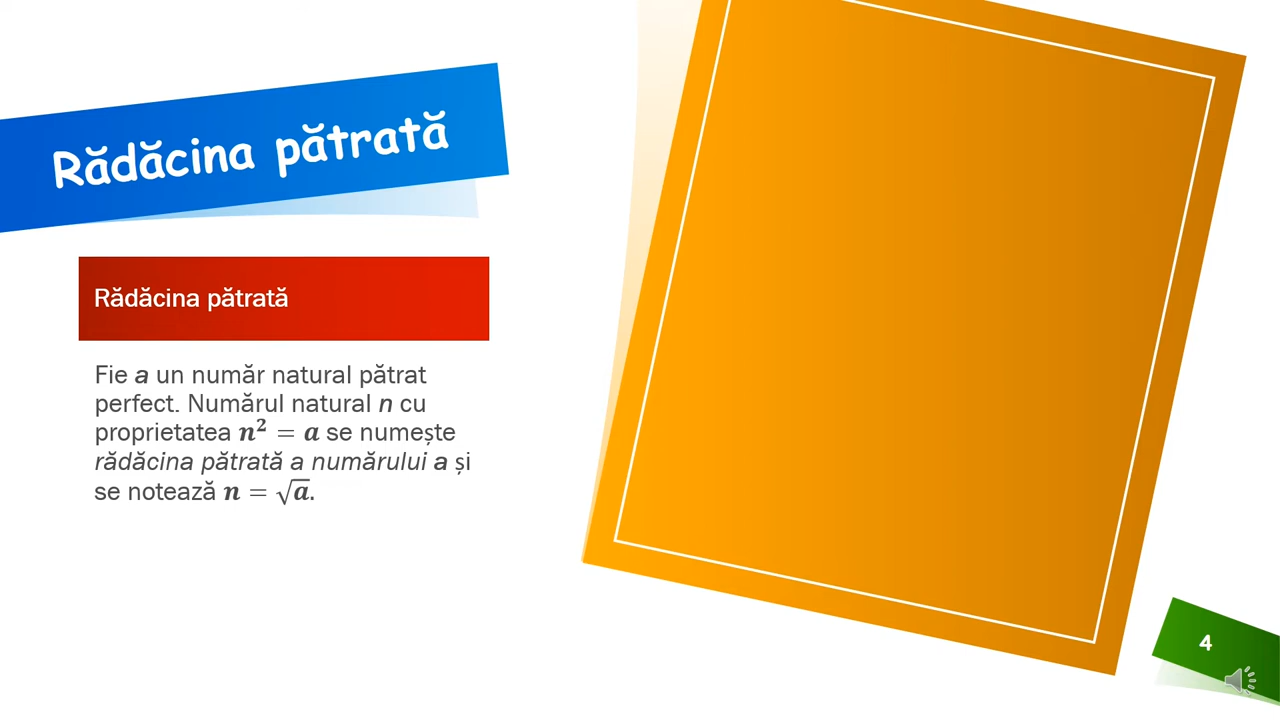 Rădăcina pătrată
Rădăcina pătrată
Fie a un număr natural pătrat
perfect. Numărul natural n cu
proprietatea n² = a se numește
rădăcina pătrată a numărului a și
se notează n = √a.
4